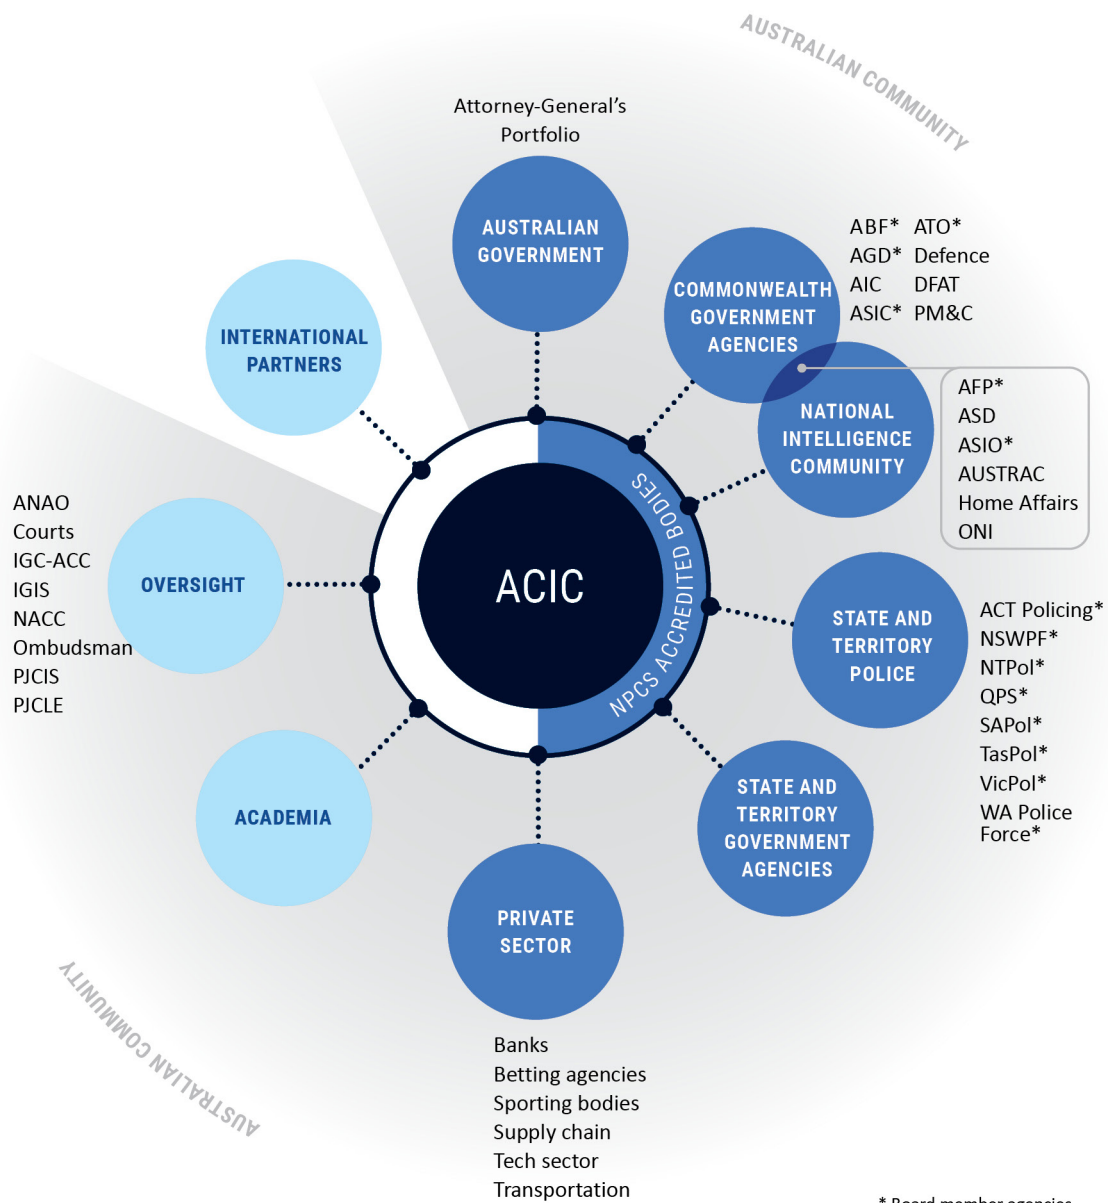 AUSTRALIAN COMMUNITY
Attorney-General's
Portfolio
AUSTRALIAN
GOVERNMENT
COMMONWEALTH
GOVERNMENT
AGENCIES
ABF* ATO*
AGD* Defence
AIC DFAT
ASIC* PM&C
INTERNATIONAL
PARTNERS
NATIONAL
INTELLIGENCE
COMMUNITY
AFP*
ASD
ASIO*
AUSTRAC
Home Affairs
ONI
ANAO
Courts
IGC-ACC
IGIS
NACC
Ombudsman
PJCIS
PJCLE
OVERSIGHT
ACIC
NPCS ACCREDITED BODIES
STATE AND
TERRITORY
POLICE
ACT Policing*
NSWPF*
NTPol*
QPS*
SAPol*
TasPol*
VicPol*
WA Police
Force*
ACADEMIA
STATE AND
TERRITORY
GOVERNMENT
AGENCIES
PRIVATE
SECTOR
AUSTRALIAN COMMUNITY
Banks
Betting agencies
Sporting bodies
Supply chain
Tech sector
Transportation
* Board member agencies